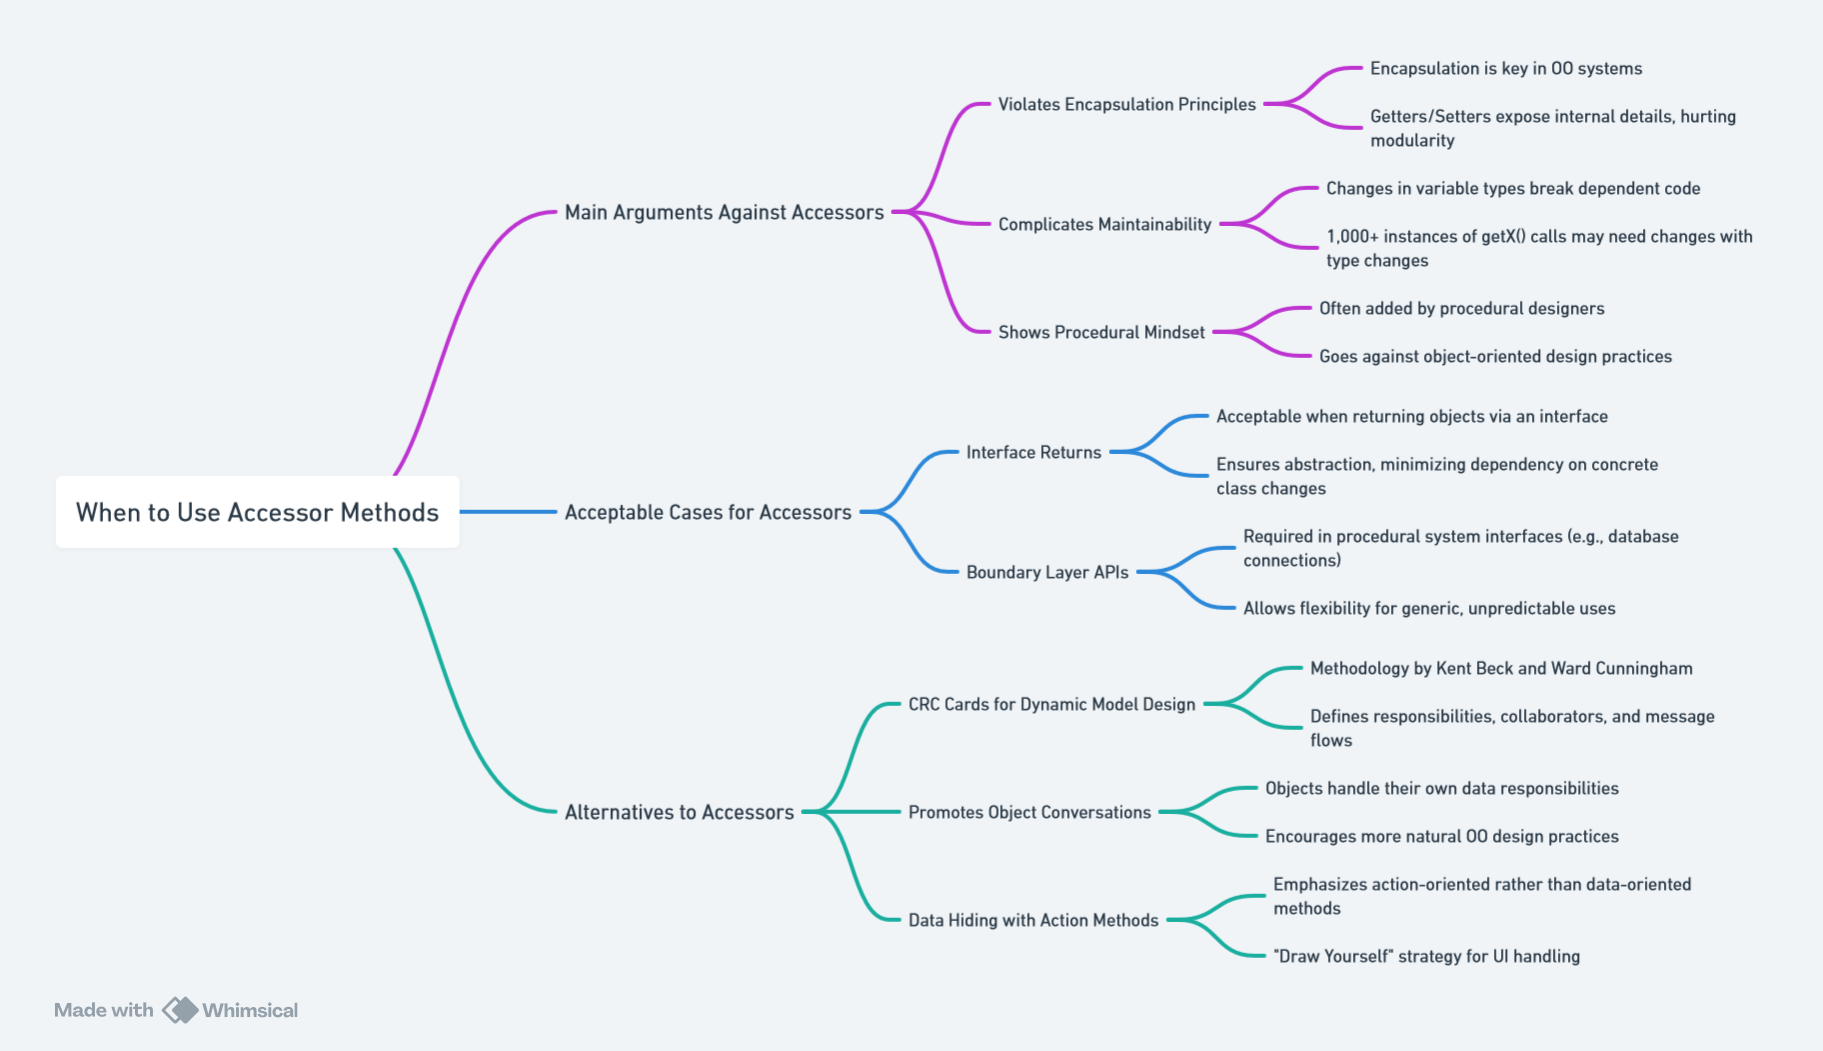 When to Use Accessor Methods
Main Arguments Against Accessors
Violates Encapsulation Principles
Encapsulation is key in OO systems
Getters/Setters expose internal details, hurting
modularity
Complicates Maintainability
Changes in variable types break dependent code
1,000+ instances of getX() calls may need changes with
type changes
Shows Procedural Mindset
Often added by procedural designers
Goes against object-oriented design practices
Acceptable Cases for Accessors
Interface Returns
Acceptable when returning objects via an interface
Ensures abstraction, minimizing dependency on concrete
class changes
Boundary Layer APIs
Required in procedural system interfaces (e.g., database
connections)
Allows flexibility for generic, unpredictable uses
Alternatives to Accessors
CRC Cards for Dynamic Model Design
Methodology by Kent Beck and Ward Cunningham
Defines responsibilities, collaborators, and message
flows
Promotes Object Conversations
Objects handle their own data responsibilities
Encourages more natural OO design practices
Data Hiding with Action Methods
Emphasizes action-oriented rather than data-oriented
methods
"Draw Yourself" strategy for UI handling
Made with Whimsical